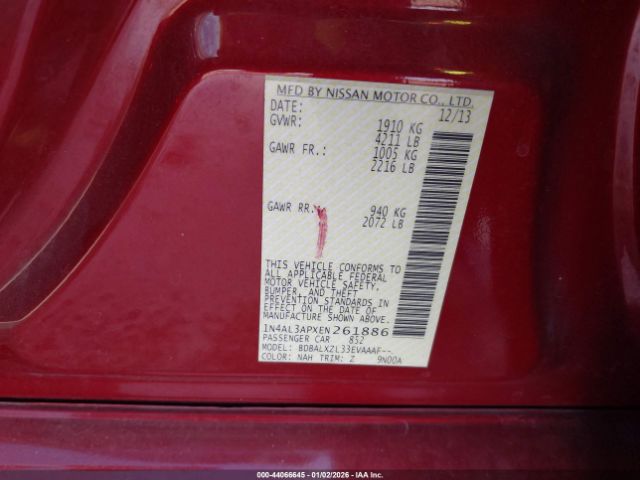 MFD BY NISSAN MOTOR CO., LTD.
DATE: 12/13
GVWR: 1910 KG
4211 LB
GAWR FR.: 1005 KG
2216 LB
GAWR RR.: 940 KG
2072 LB
THIS VEHICLE CONFORMS TO
ALL APPLICABLE FEDERAL
MOTOR VEHICLE SAFETY,
BUMPER, AND THEFT
PREVENTION STANDARDS IN
EFFECT ON THE DATE OF
MANUFACTURE SHOWN ABOVE.
1N4AL3APXEN261886
PASSENGER CAR 852
MODEL: BDBALXZL33EVAAAF--
COLOR: NAH TRIM: Z 9N00A
000-44066645 - 01/02/2026 - IAA Inc.